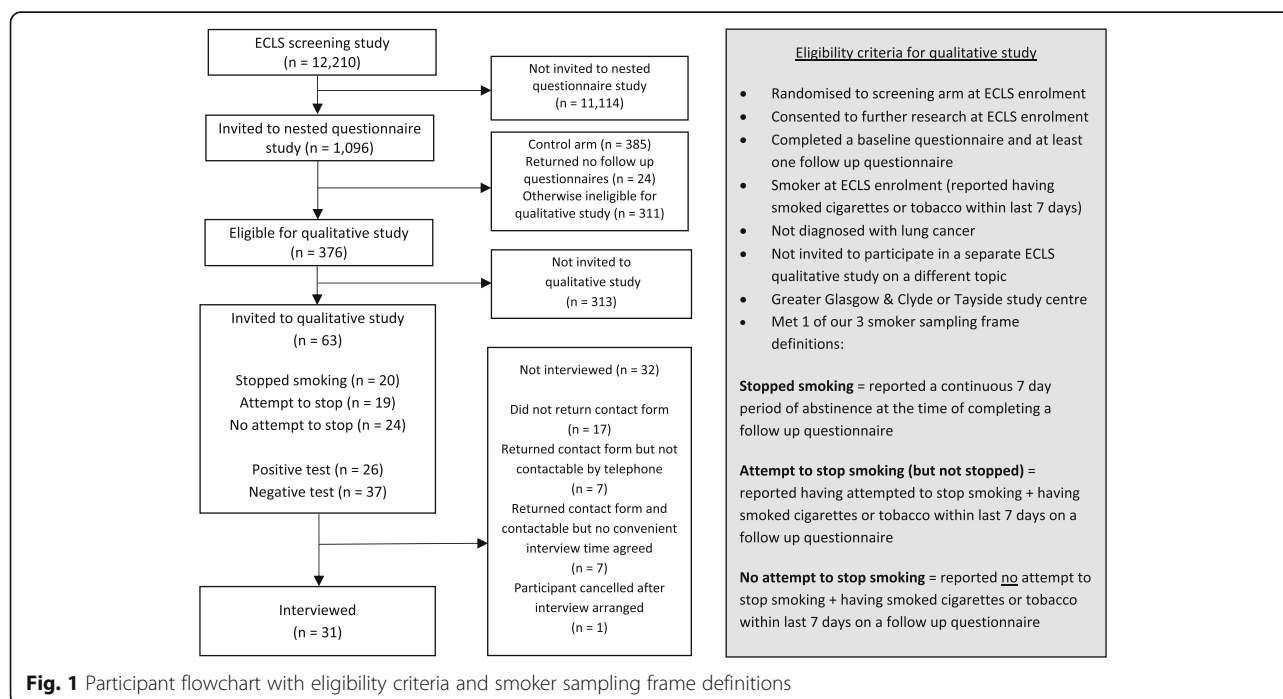 ECLS screening study
(n = 12,210)
Not invited to nested
questionnaire study
(n = 11,114)
Invited to nested questionnaire
study (n = 1,096)
Control arm (n = 385)
Returned no follow up
questionnaires (n = 24)
Otherwise ineligible for
qualitative study (n = 311)
Eligible for qualitative study
(n = 376)
Not invited to
qualitative study
(n = 313)
Invited to qualitative study
(n = 63)
Stopped smoking (n = 20)
Attempt to stop (n = 19)
No attempt to stop (n = 24)
Positive test (n = 26)
Negative test (n = 37)
Not interviewed (n = 32)
Did not return contact form
(n = 17)
Returned contact form but not
contactable by telephone
(n = 7)
Returned contact form and
contactable but no convenient
interview time agreed
(n = 7)
Participant cancelled after
interview arranged
(n = 1)
Interviewed
(n = 31)
Eligibility criteria for qualitative study
• Randomised to screening arm at ECLS enrolment
• Consented to further research at ECLS enrolment
• Completed a baseline questionnaire and at least
one follow up questionnaire
• Smoker at ECLS enrolment (reported having
smoked cigarettes or tobacco within last 7 days)
• Not diagnosed with lung cancer
• Not invited to participate in a separate ECLS
qualitative study on a different topic
• Greater Glasgow & Clyde or Tayside study centre
• Met 1 of our 3 smoker sampling frame
definitions:
Stopped smoking = reported a continuous 7 day
period of abstinence at the time of completing a
follow up questionnaire
Attempt to stop smoking (but not stopped) =
reported having attempted to stop smoking + having
smoked cigarettes or tobacco within last 7 days on a
follow up questionnaire
No attempt to stop smoking = reported no attempt to
stop smoking + having smoked cigarettes or tobacco
within last 7 days on a follow up questionnaire
Fig. 1 Participant flowchart with eligibility criteria and smoker sampling frame definitions